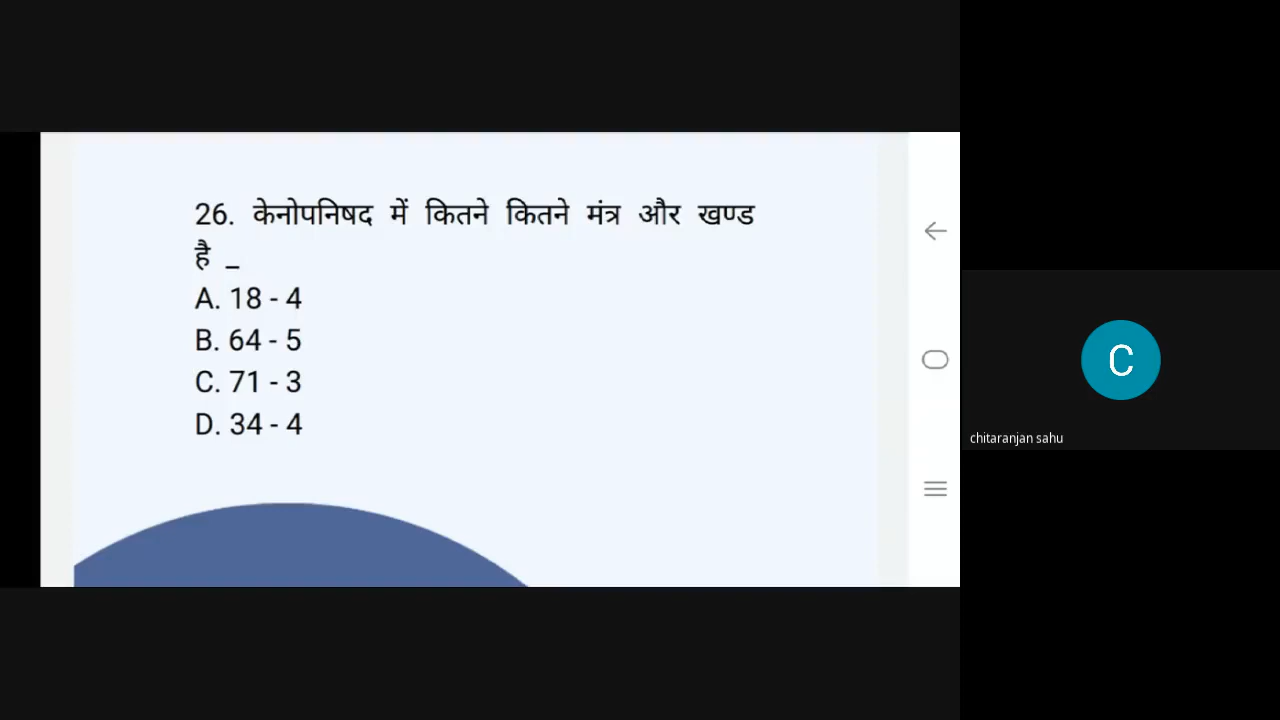 26. केनोपनिषद में कितने कितने मंत्र और खण्ड
है _
A. 18 - 4
B. 64 - 5
C. 71 - 3
D. 34 - 4
C
chitaranjan sahu